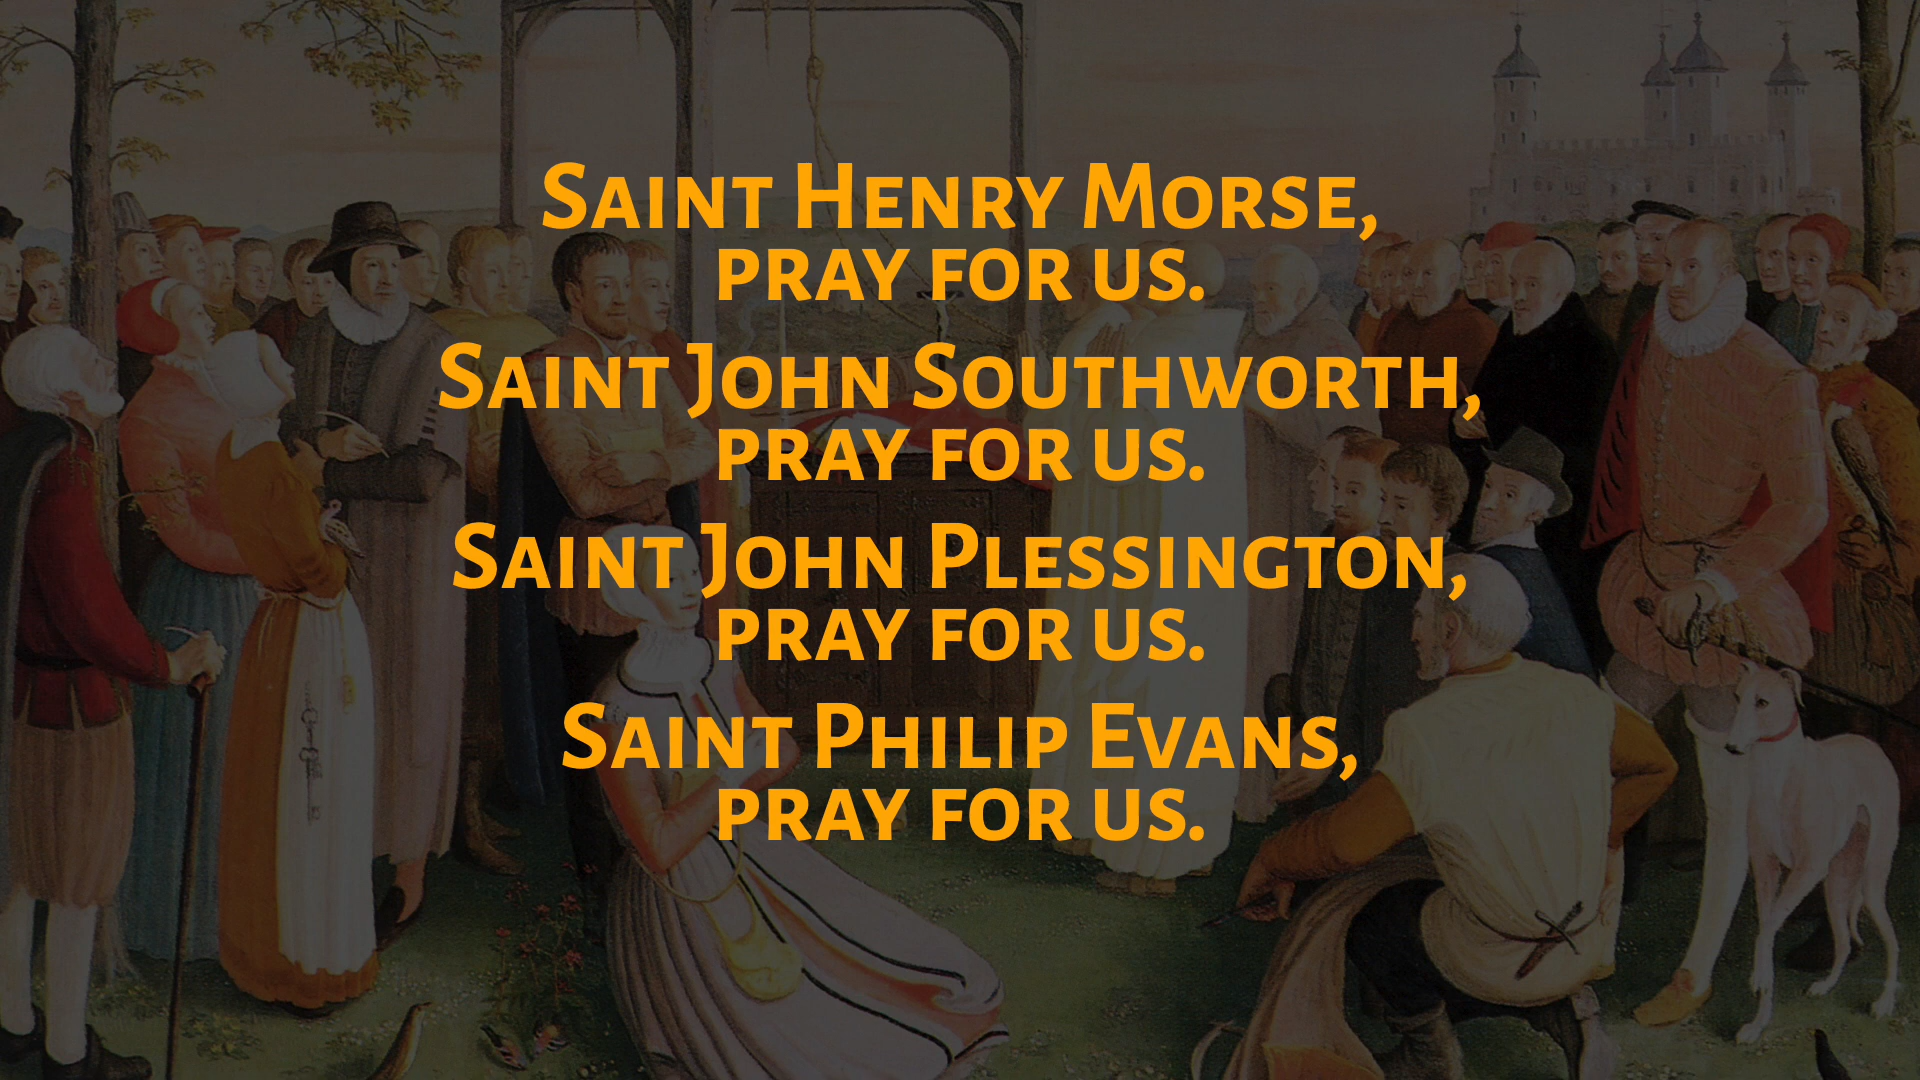 Saint Henry Morse,
pray for us.
Saint John Southworth,
pray for us.
Saint John Plessington,
pray for us.
Saint Philip Evans,
pray for us.